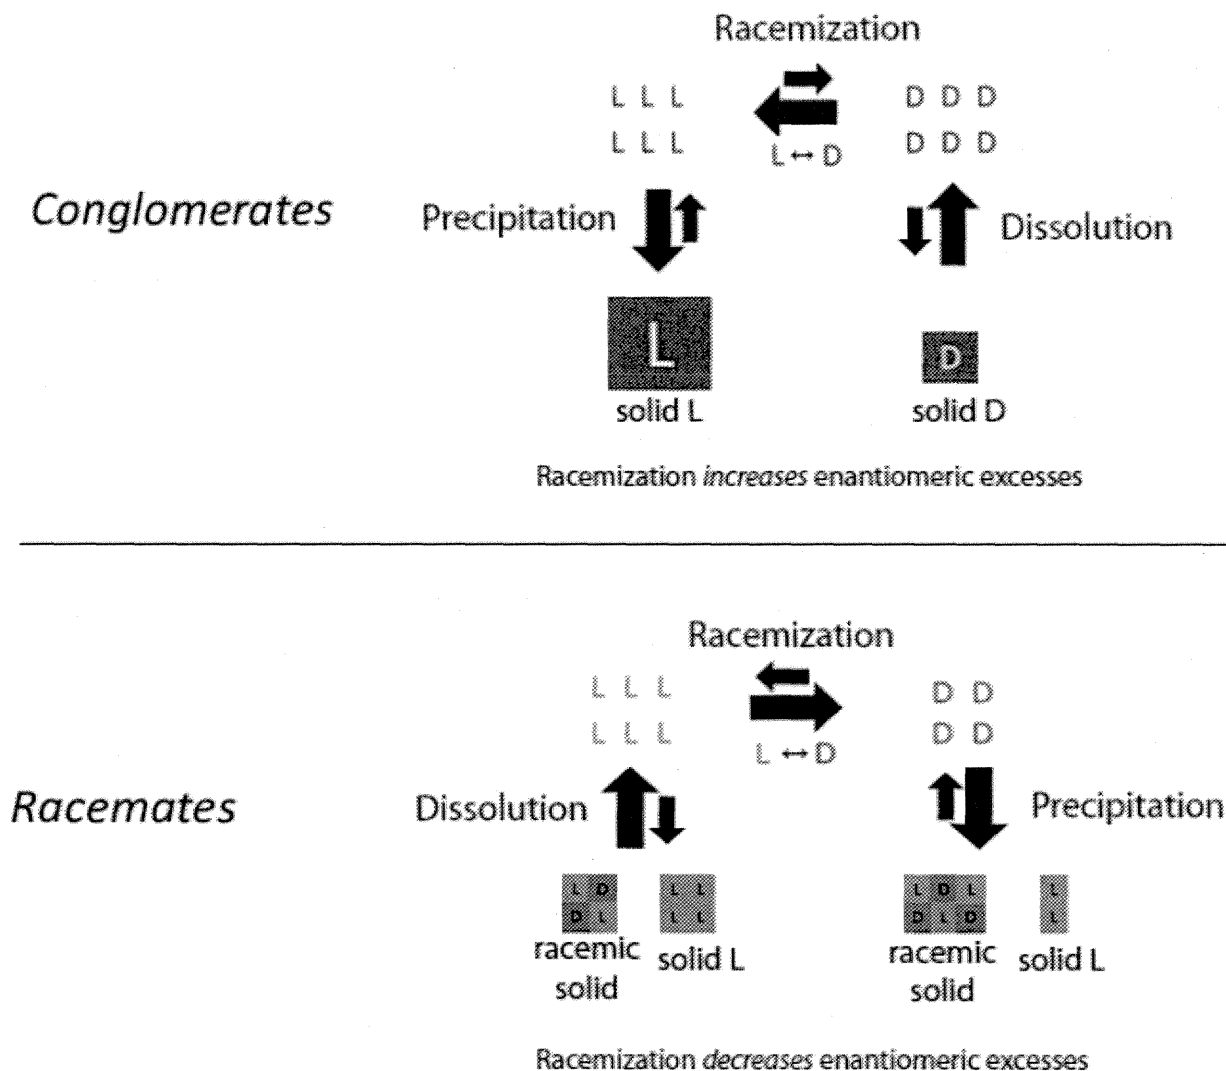 Racemization
L L L
D D D
L L L
D D D
L ↔ D
Conglomerates
Precipitation
Dissolution
L
D
solid L
solid D
Racemization increases enantiomeric excesses
Racemization
L L L
D D
L L L
D D
L ↔ D
Racemates
Dissolution
Precipitation
L D
L L
L D L
L
D L
L L
D L D
L
racemic
solid
solid L
racemic
solid
solid L
Racemization decreases enantiomeric excesses